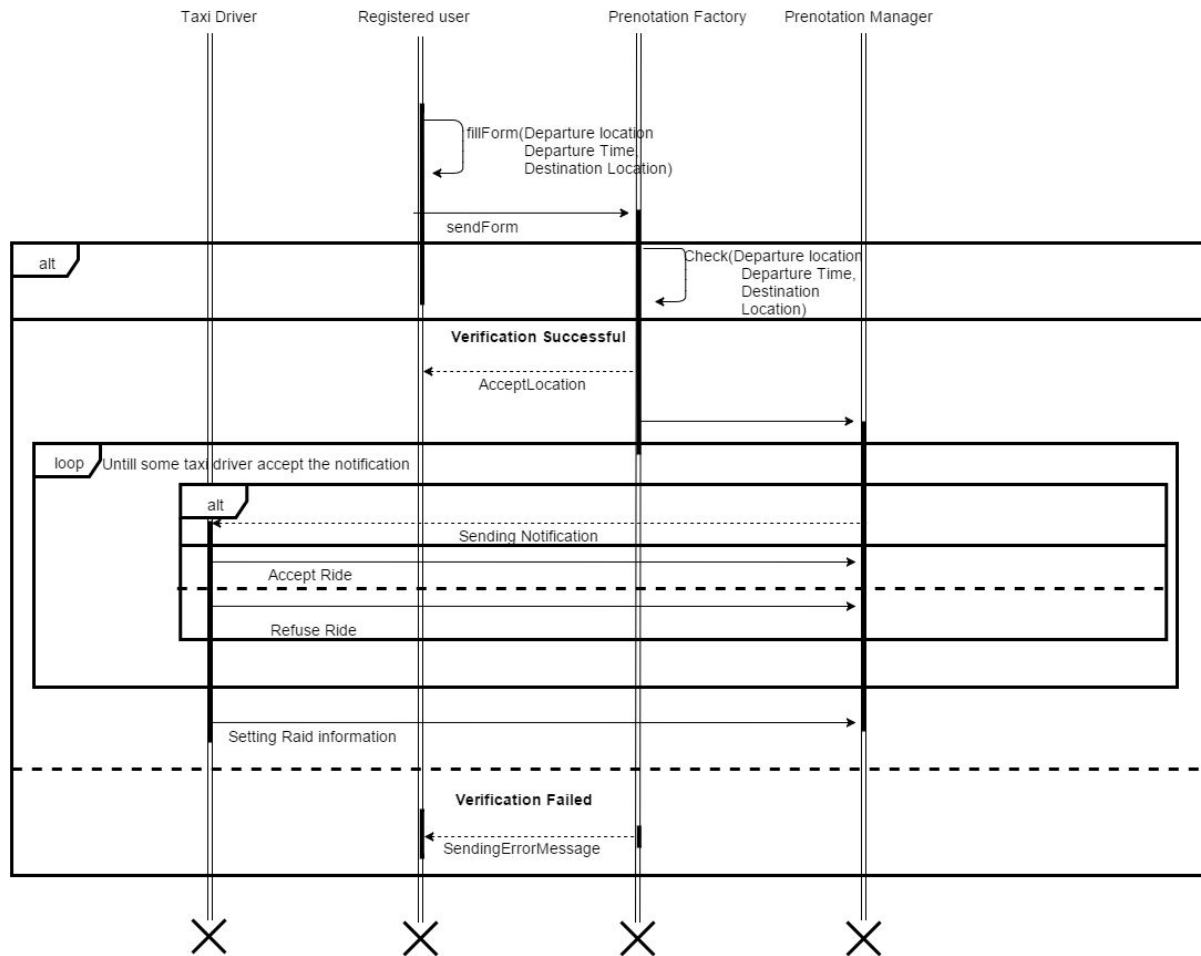 Taxi Driver
Registered user
Prenotation Factory
Prenotation Manager
fillForm(Departure location
Departure Time,
Destination Location)
sendForm
alt
Check(Departure location
Departure Time,
Destination
Location)
Verification Successful
AcceptLocation
loop
Untill some taxi driver accept the notification
alt
Sending Notification
Accept Ride
Refuse Ride
Setting Raid information
Verification Failed
SendingErrorMessage